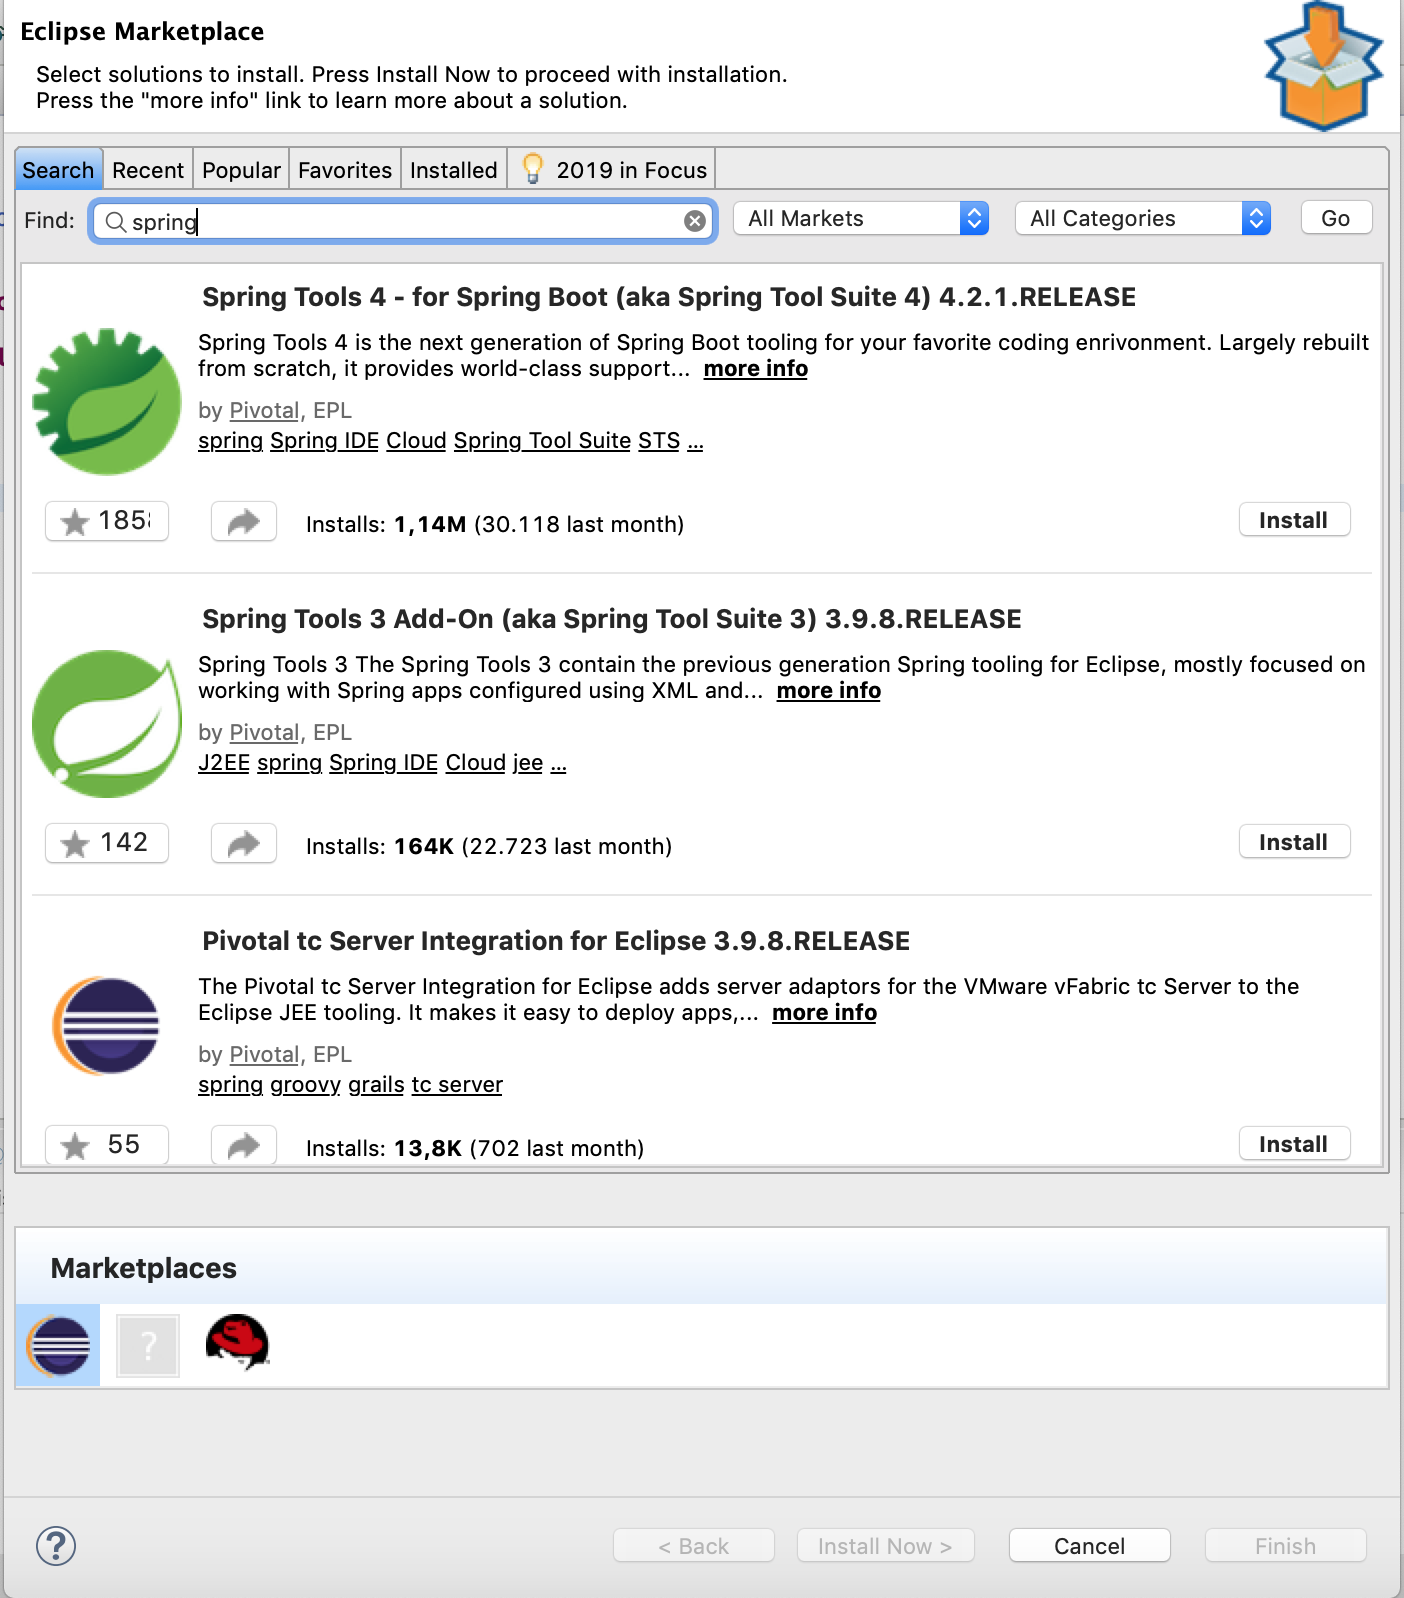 Eclipse Marketplace
Select solutions to install. Press Install Now to proceed with installation.
Press the "more info" link to learn more about a solution.
Search Recent Popular Favorites Installed 2019 in Focus
Find: spring All Markets All Categories Go
Spring Tools 4 - for Spring Boot (aka Spring Tool Suite 4) 4.2.1.RELEASE
Spring Tools 4 is the next generation of Spring Boot tooling for your favorite coding enrivonment. Largely rebuilt
from scratch, it provides world-class support... more info
by Pivotal, EPL
spring Spring IDE Cloud Spring Tool Suite STS ...
Installs: 1,14M (30.118 last month) Install
Spring Tools 3 Add-On (aka Spring Tool Suite 3) 3.9.8.RELEASE
Spring Tools 3 The Spring Tools 3 contain the previous generation Spring tooling for Eclipse, mostly focused on
working with Spring apps configured using XML and... more info
by Pivotal, EPL
J2EE spring Spring IDE Cloud jee ...
142 Installs: 164K (22.723 last month) Install
Pivotal tc Server Integration for Eclipse 3.9.8.RELEASE
The Pivotal tc Server Integration for Eclipse adds server adaptors for the VMware vFabric tc Server to the
Eclipse JEE tooling. It makes it easy to deploy apps,... more info
by Pivotal, EPL
spring groovy grails tc server
55 Installs: 13,8K (702 last month) Install
Marketplaces
?
? < Back Install Now > Cancel Finish